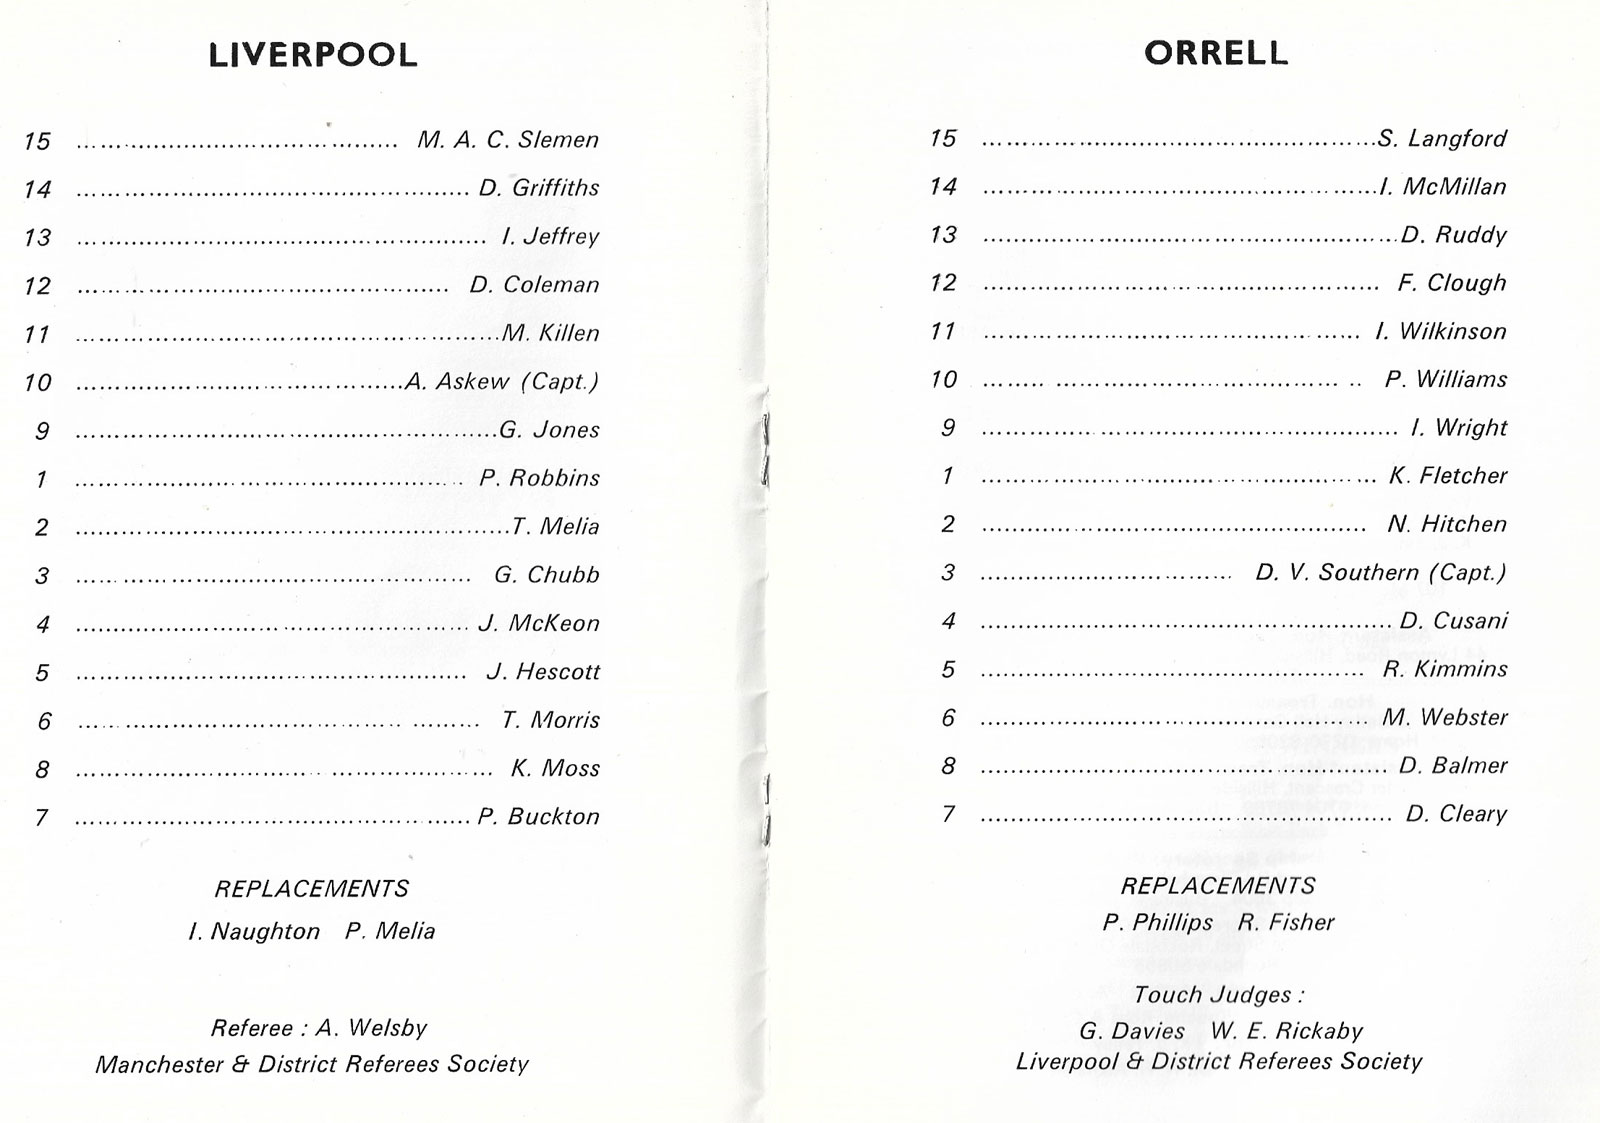 LIVERPOOL
15 ........................................ M. A. C. Slemen
14 ........................................ D. Griffiths
13 ........................................ I. Jeffrey
12 ........................................ D. Coleman
11 ........................................ M. Killen
10 ........................................ A. Askew (Capt.)
9 ........................................ G. Jones
1 ........................................ P. Robbins
2 ........................................ T. Melia
3 ........................................ G. Chubb
4 ........................................ J. McKeon
5 ........................................ J. Hescott
6 ........................................ T. Morris
8 ........................................ K. Moss
7 ........................................ P. Buckton
REPLACEMENTS
I. Naughton P. Melia
Referee : A. Welsby
Manchester & District Referees Society
ORRELL
15 ........................................ S. Langford
14 ........................................ I. McMillan
13 ........................................ D. Ruddy
12 ........................................ F. Clough
11 ........................................ I. Wilkinson
10 ........................................ P. Williams
9 ........................................ I. Wright
1 ........................................ K. Fletcher
2 ........................................ N. Hitchen
3 ........................................ D. V. Southern (Capt.)
4 ........................................ D. Cusani
5 ........................................ R. Kimmins
6 ........................................ M. Webster
8 ........................................ D. Balmer
7 ........................................ D. Cleary
REPLACEMENTS
P. Phillips R. Fisher
Touch Judges :
G. Davies W. E. Rickaby
Liverpool & District Referees Society